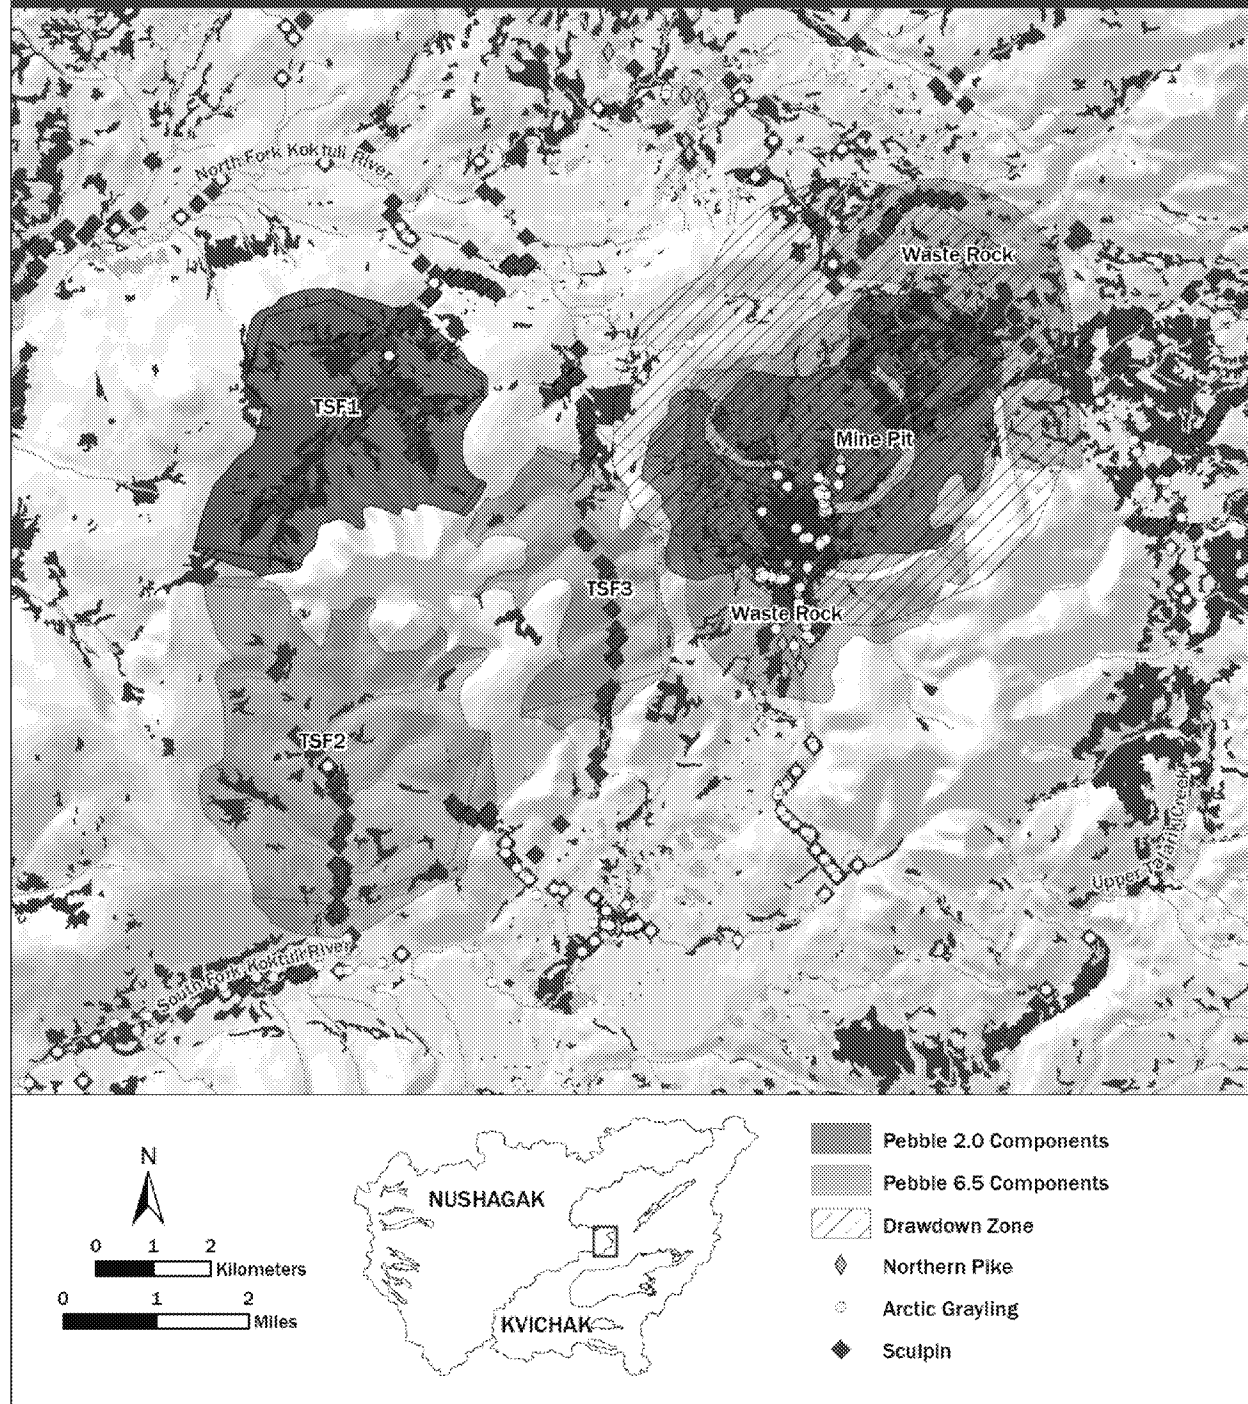 North Fork Koktuli River
Waste Rock
TSF1
Mine Pit
TSF3
Waste Rock
TSF2
Upper Talarik Creek
South Fork Koktuli River
N
0 1 2
Kilometers
0 1 2
Miles
NUSHAGAK
KVICHAK
Pebble 2.0 Components
Pebble 6.5 Components
Drawdown Zone
Northern Pike
Arctic Grayling
Sculpin